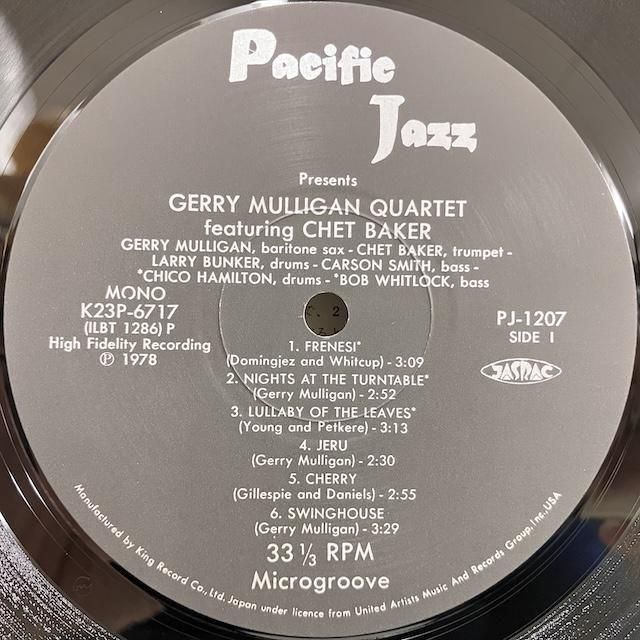 Pacific
Jazz
Presents
GERRY MULLIGAN QUARTET
featuring CHET BAKER
GERRY MULLIGAN, baritone sax - CHET BAKER, trumpet -
LARRY BUNKER, drums - CARSON SMITH, bass -
*CHICO HAMILTON, drums - *BOB WHITLOCK, bass
MONO
K23P-6717
(ILBT 1286) P
High Fidelity Recording
℗ 1978
PJ-1207
SIDE 1
JASRAC
1. FRENESI*
(Domingjez and Whitcup) - 3:09
2. NIGHTS AT THE TURNTABLE*
(Gerry Mulligan) - 2:52
3. LULLABY OF THE LEAVES*
(Young and Petkere) - 3:13
4. JERU
(Gerry Mulligan) - 2:30
5. CHERRY
(Gillespie and Daniels) - 2:55
6. SWINGHOUSE
(Gerry Mulligan) - 3:29
33 1/3 RPM
Microgroove
Manufactured by King Record Co., Ltd. Japan under licence from United Artists Music And Records Group, Inc, USA